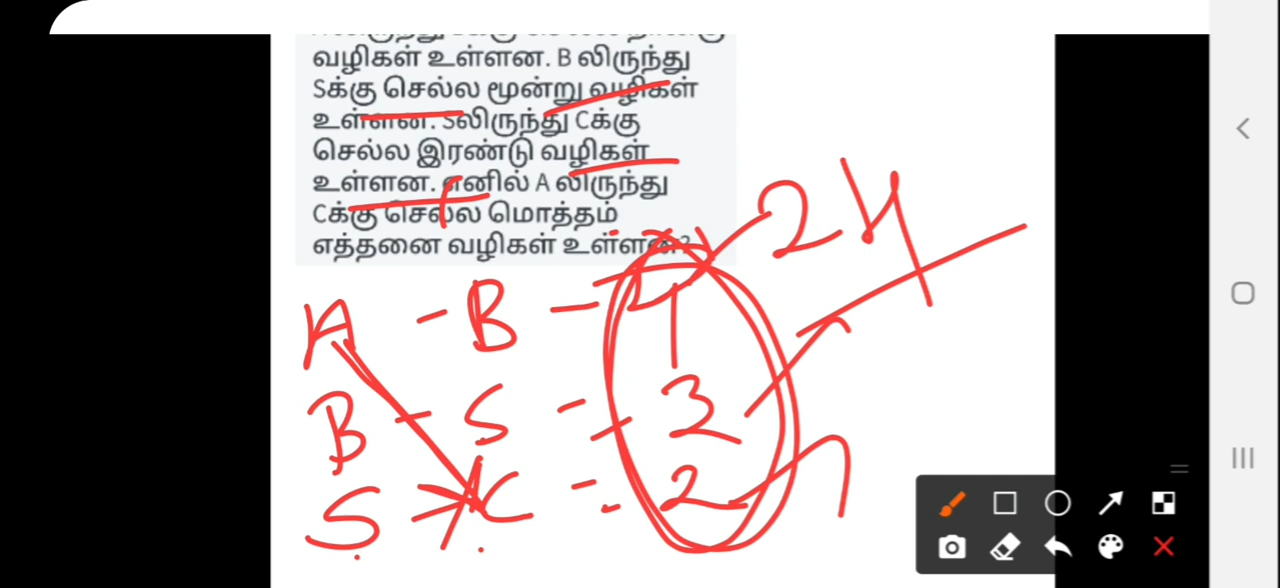 வழிகள் உள்ளன. B லிருந்து
Sக்கு செல்ல மூன்று வழிகள்
உள்ளன. Sலிருந்து Cக்கு
செல்ல இரண்டு வழிகள்
உள்ளன. எனில் A லிருந்து
Cக்கு செல்ல மொத்தம்
எத்தனை வழிகள் உள்ளன?
24
A - B - 4
B - S = 3
S - C = 2